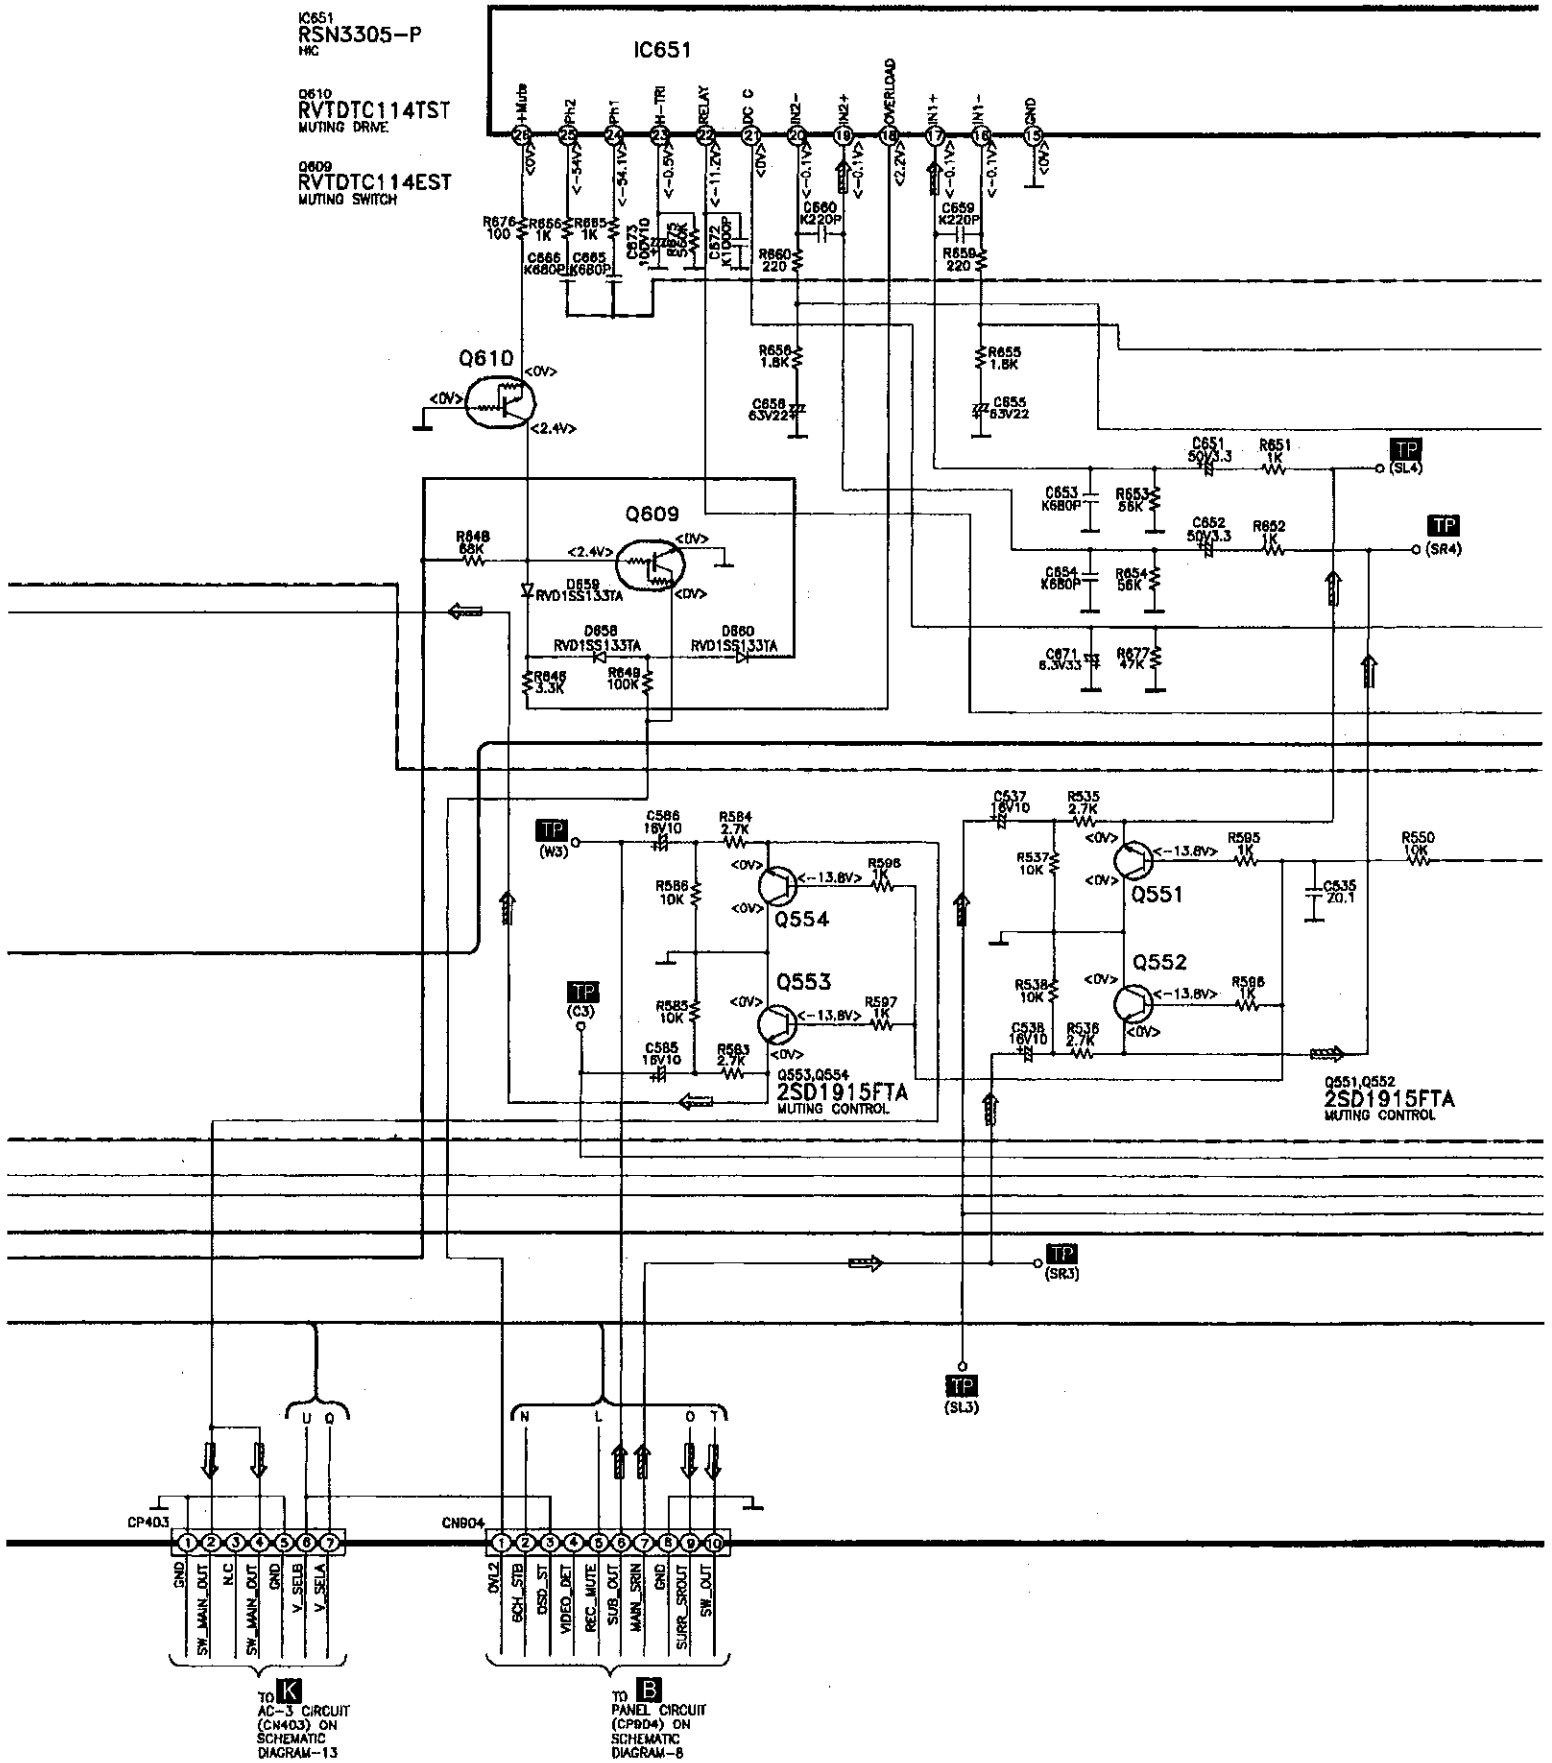 IC651
RSN3305-P
HIC
IC651
Q610
RVTDTC114TST
MUTING DRIVE
Q609
RVTDTC114EST
MUTING SWITCH
+Mute
Ph2
Ph1
H-TRI
RELAY
DC C
IN2-
IN2+
OVERLOAD
IN1+
IN1-
GND
26
25
24
23
22
21
20
19
18
17
16
15
<0V>
<-54V>
<-54.1V>
<-0.5V>
<-11.2V>
<0V>
<-0.1V>
<-0.1V>
<2.2V>
<-0.1V>
<-0.1V>
<0V>
R676
100
R666
1K
R665
1K
C666
K680P
C665
K680P
C673
10V10
R675
560K
C672
K1000P
C660
K220P
C659
K220P
R660
220
R659
220
R656
1.8K
R655
1.8K
C656
63V22
C655
63V22
Q610
<0V>
<0V>
<2.4V>
C651
50V3.3
R651
1K
TP
(SL4)
C653
K680P
R653
56K
C652
50V3.3
R652
1K
TP
(SR4)
C654
K680P
R654
56K
C671
6.3V33
R677
47K
R648
68K
Q609
<2.4V>
<0V>
<0V>
D659
RVD1SS133TA
D658
RVD1SS133TA
D660
RVD1SS133TA
R646
3.3K
R649
100K
TP
(W3)
C586
16V10
R584
2.7K
R586
10K
<0V>
<0V>
<-13.8V>
R598
1K
Q554
Q553
<0V>
<-13.8V>
R597
1K
<0V>
TP
(C3)
R585
10K
C585
16V10
R583
2.7K
Q553,Q554
2SD1915FTA
MUTING CONTROL
C537
16V10
R535
2.7K
R537
10K
<0V>
<0V>
<-13.8V>
R595
1K
R550
10K
C535
Z0.1
Q551
Q552
<0V>
<-13.8V>
R596
1K
<0V>
R538
10K
C538
16V10
R536
2.7K
Q551,Q552
2SD1915FTA
MUTING CONTROL
TP
(SR3)
TP
(SL3)
U Q
N L O T
CP403
1 2 3 4 5 6 7
GND
SW_MAIN_OUT
N.C
SW_MAIN_OUT
GND
V_SELB
V_SELA
CN904
1 2 3 4 5 6 7 8 9 10
DVL2
6CH_STB
OSD_ST
VIDEO_DET
REC_MUTE
SUB_OUT
MAIN_SRIN
GND
SURR_SROUT
SW_OUT
TO K
AC-3 CIRCUIT
(CN403) ON
SCHEMATIC
DIAGRAM-13
TO B
PANEL CIRCUIT
(CP904) ON
SCHEMATIC
DIAGRAM-8